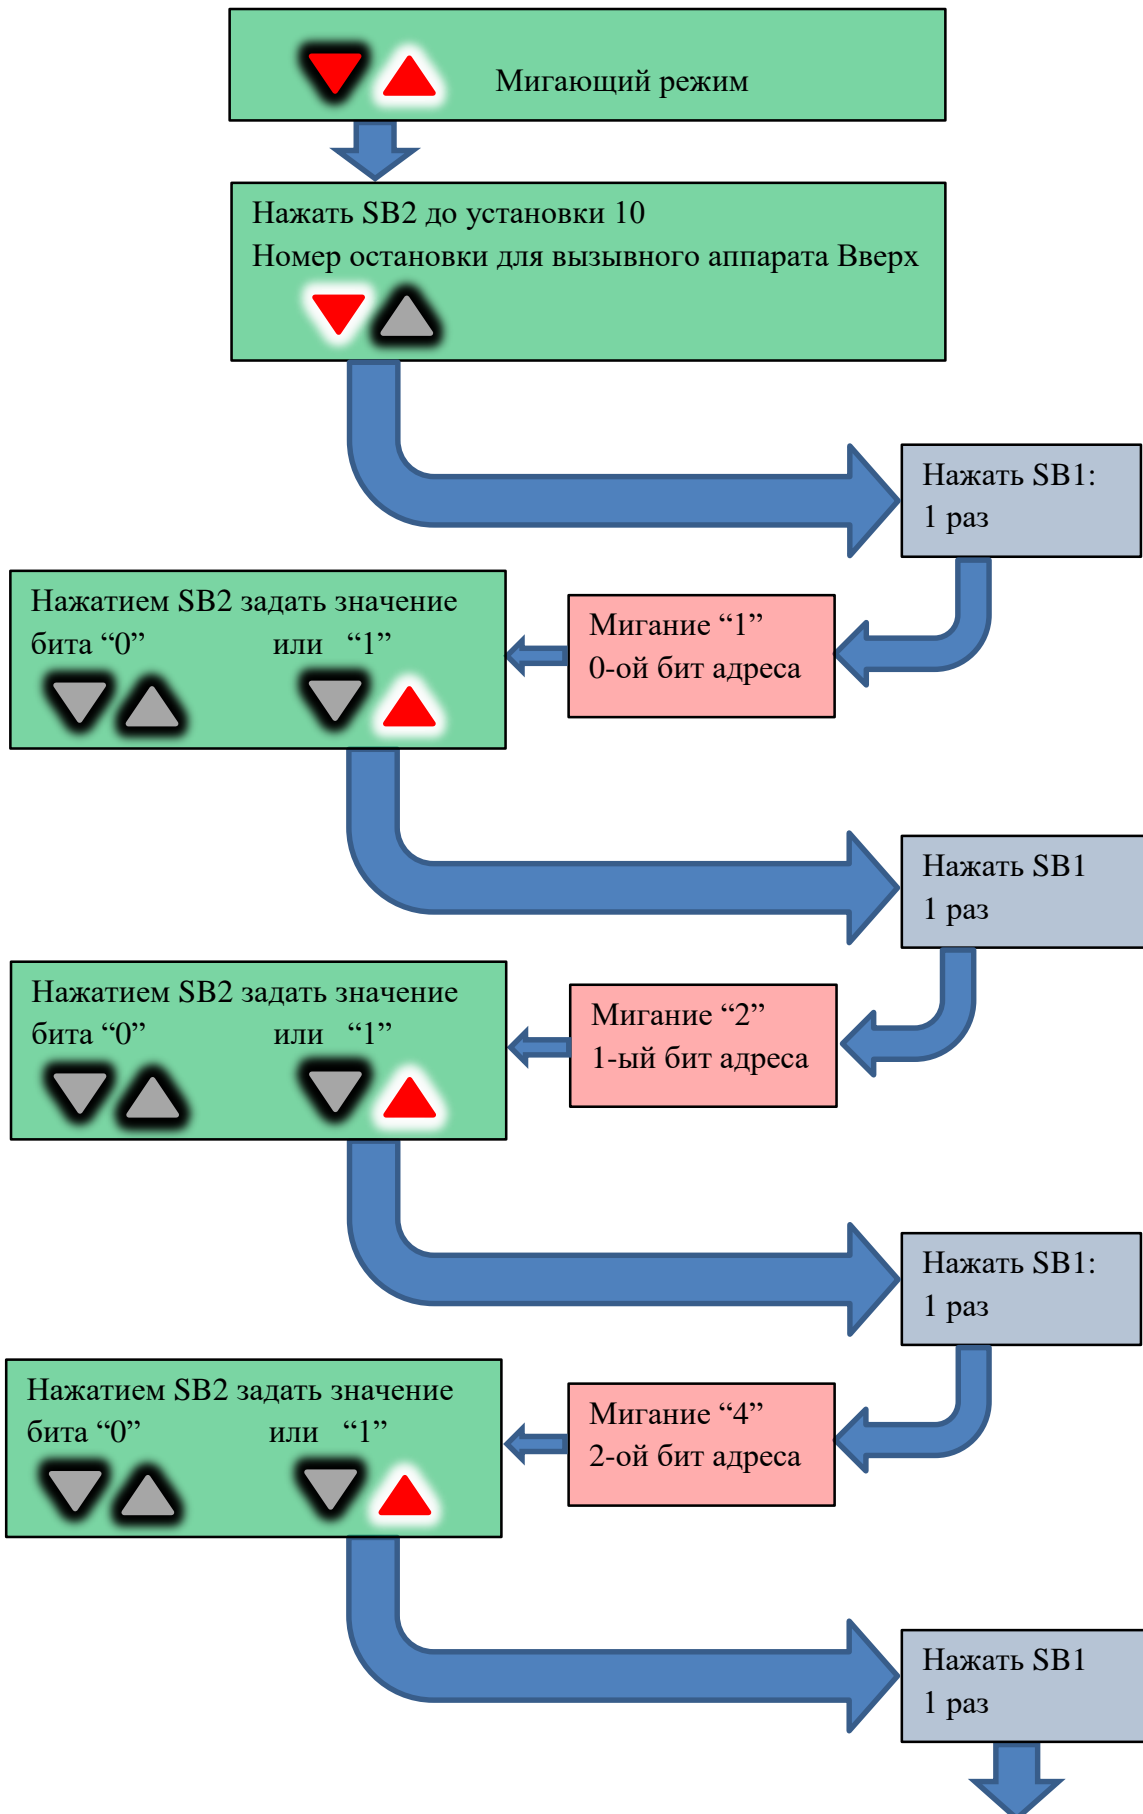 Мигающий режим
Нажать SB2 до установки 10
Номер остановки для вызывного аппарата Вверх
Нажать SB1:
1 раз
Мигание “1”
0-ой бит адреса
Нажатием SB2 задать значение
бита “0” или “1”
Нажать SB1
1 раз
Мигание “2”
1-ый бит адреса
Нажатием SB2 задать значение
бита “0” или “1”
Нажать SB1:
1 раз
Мигание “4”
2-ой бит адреса
Нажатием SB2 задать значение
бита “0” или “1”
Нажать SB1
1 раз